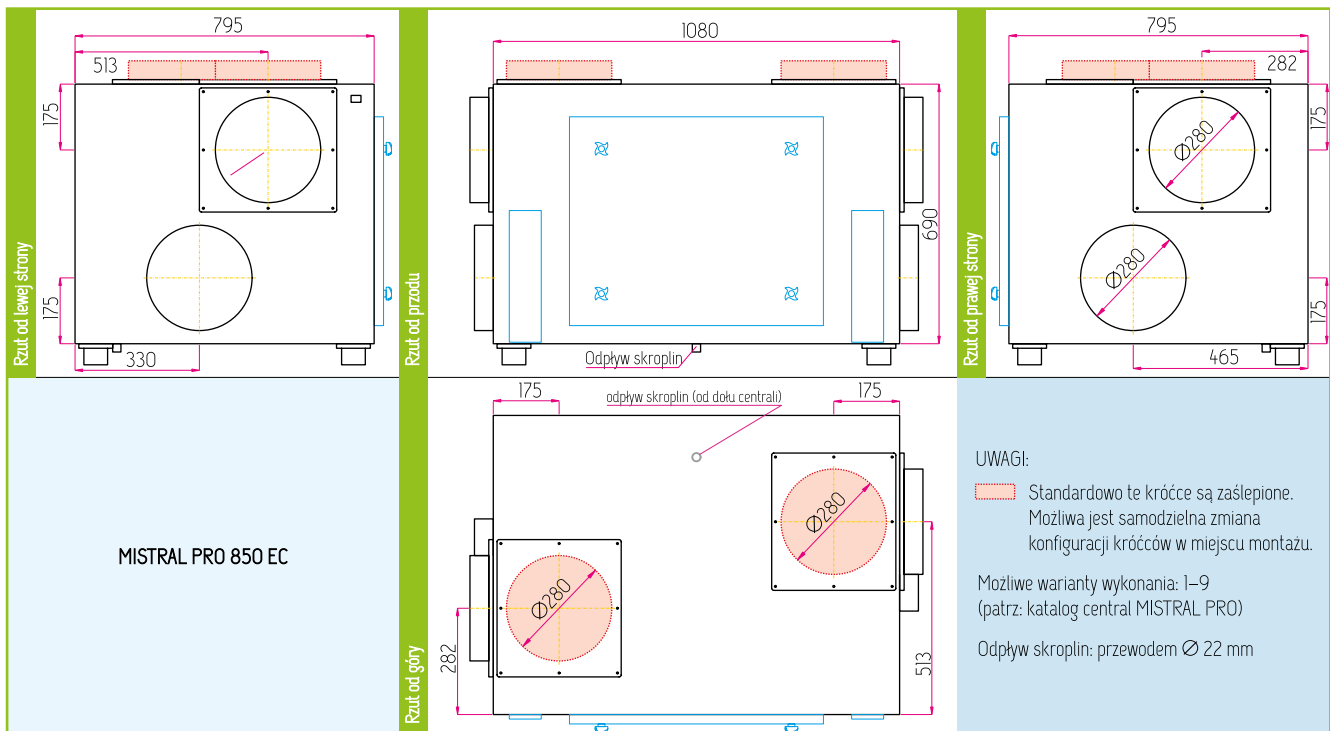 Rzut od lewej strony
795
513
175
175
330
Rzut od przodu
1080
690
Odpływ skroplin
Rzut od prawej strony
795
282
175
Ø280
Ø280
175
465
MISTRAL PRO 850 EC
Rzut od góry
175
odpływ skroplin (od dołu centrali)
175
Ø280
Ø280
282
513
UWAGI:
Standardowo te króćce są zaślepione.
Możliwa jest samodzielna zmiana
konfiguracji króćców w miejscu montażu.
Możliwe warianty wykonania: 1–9
(patrz: katalog central MISTRAL PRO)
Odpływ skroplin: przewodem Ø 22 mm